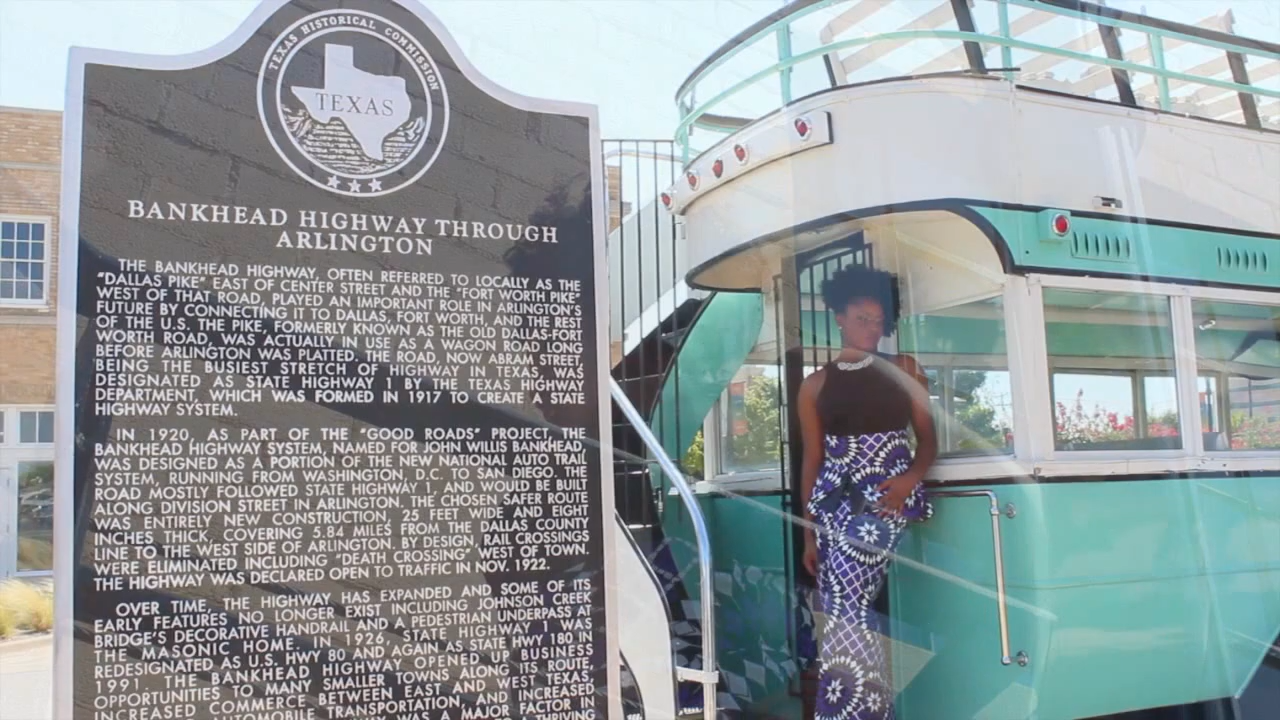 TEXAS HISTORICAL COMMISSION
TEXAS
BANKHEAD HIGHWAY THROUGH
ARLINGTON
THE BANKHEAD HIGHWAY, OFTEN REFERRED TO LOCALLY AS THE
"DALLAS PIKE" EAST OF CENTER STREET AND THE "FORT WORTH PIKE"
WEST OF THAT ROAD, PLAYED AN IMPORTANT ROLE IN ARLINGTON'S
FUTURE BY CONNECTING IT TO DALLAS, FORT WORTH, AND THE REST
OF THE U.S. THE PIKE, FORMERLY KNOWN AS THE OLD DALLAS-FORT
WORTH ROAD, WAS ACTUALLY IN USE AS A WAGON ROAD LONG
BEFORE ARLINGTON WAS PLATTED. THE ROAD, NOW ABRAM STREET,
BEING THE BUSIEST STRETCH OF HIGHWAY IN TEXAS, WAS
DESIGNATED AS STATE HIGHWAY 1 BY THE TEXAS HIGHWAY
DEPARTMENT, WHICH WAS FORMED IN 1917 TO CREATE A STATE
HIGHWAY SYSTEM.
IN 1920, AS PART OF THE "GOOD ROADS" PROJECT, THE
BANKHEAD HIGHWAY SYSTEM, NAMED FOR JOHN WILLIS BANKHEAD,
WAS DESIGNED AS A PORTION OF THE NEW NATIONAL AUTO TRAIL
SYSTEM, RUNNING FROM WASHINGTON, D.C. TO SAN DIEGO. THE
ROAD MOSTLY FOLLOWED STATE HIGHWAY 1, AND WOULD BE BUILT
ALONG DIVISION STREET IN ARLINGTON. THE CHOSEN SAFER ROUTE
WAS ENTIRELY NEW CONSTRUCTION, 25 FEET WIDE AND EIGHT
INCHES THICK, COVERING 5.84 MILES FROM THE DALLAS COUNTY
LINE TO THE WEST SIDE OF ARLINGTON. BY DESIGN, RAIL CROSSINGS
WERE ELIMINATED INCLUDING "DEATH CROSSING" WEST OF TOWN.
THE HIGHWAY WAS DECLARED OPEN TO TRAFFIC IN NOV. 1922.
OVER TIME, THE HIGHWAY HAS EXPANDED AND SOME OF ITS
EARLY FEATURES NO LONGER EXIST INCLUDING JOHNSON CREEK
BRIDGE'S DECORATIVE HANDRAIL AND A PEDESTRIAN UNDERPASS AT
THE MASONIC HOME. IN 1926, STATE HIGHWAY 1 WAS
REDESIGNATED AS U.S. HWY 80 AND AGAIN AS STATE HWY 180 IN
1991. THE BANKHEAD HIGHWAY OPENED UP BUSINESS
OPPORTUNITIES TO MANY SMALLER TOWNS ALONG ITS ROUTE,
INCREASED COMMERCE BETWEEN EAST AND WEST TEXAS,
AUTOMOBILE TRANSPORTATION, AND INCREASED
WAS A MAJOR FACTOR IN
THRIVING